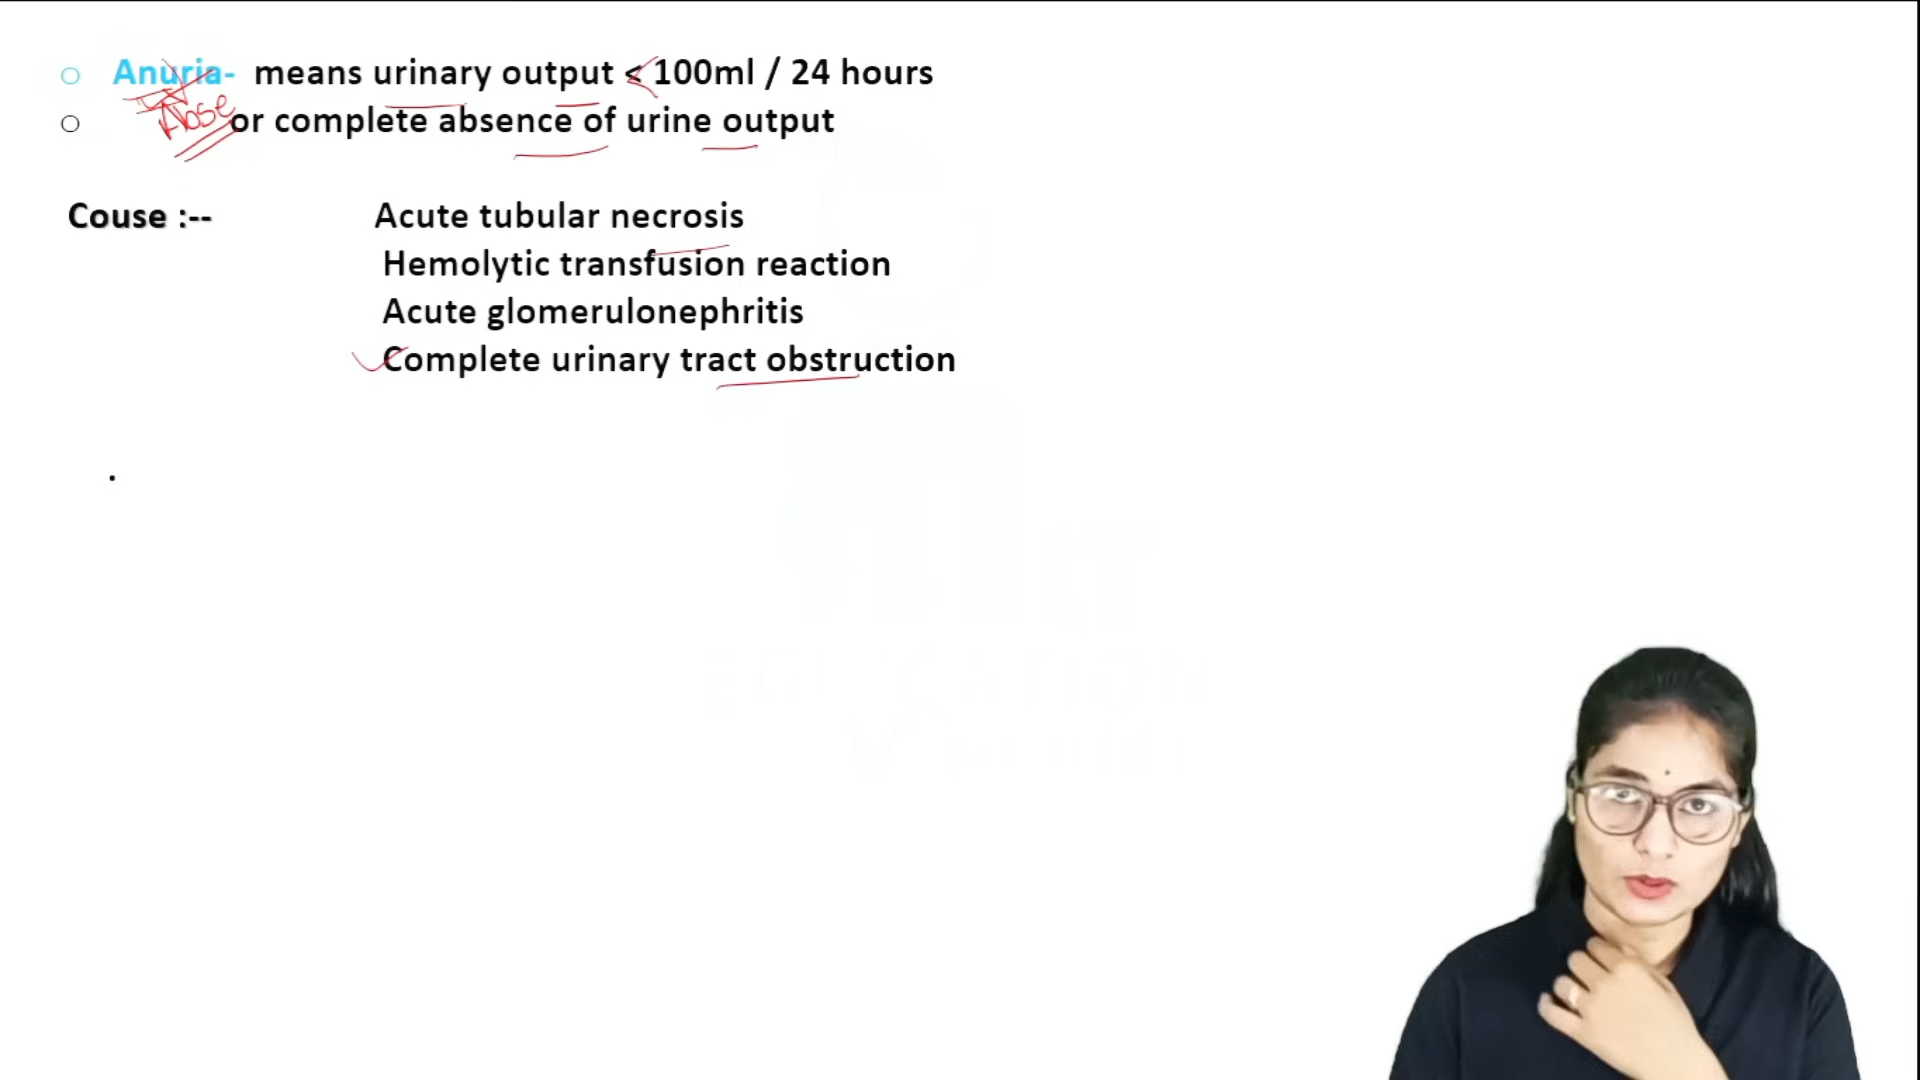 Anuria- means urinary output < 100ml / 24 hours
Abse
or complete absence of urine output
Couse :-- Acute tubular necrosis
Hemolytic transfusion reaction
Acute glomerulonephritis
Complete urinary tract obstruction